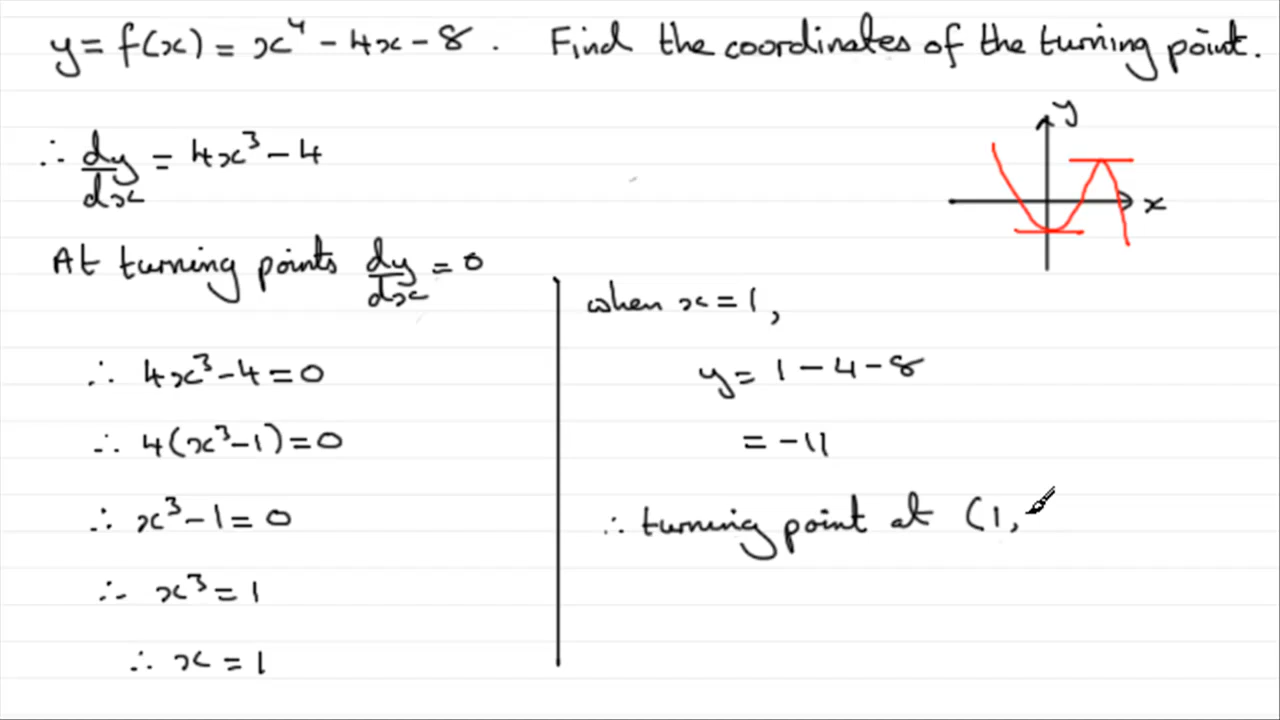 y = f(x) = x⁴ - 4x - 8. Find the coordinates of the turning point.
∴ dy/dx = 4x³ - 4
y
x
At turning points dy/dx = 0
∴ 4x³ - 4 = 0
∴ 4(x³ - 1) = 0
∴ x³ - 1 = 0
∴ x³ = 1
∴ x = 1
when x = 1,
y = 1 - 4 - 8
= -11
∴ turning point at (1,